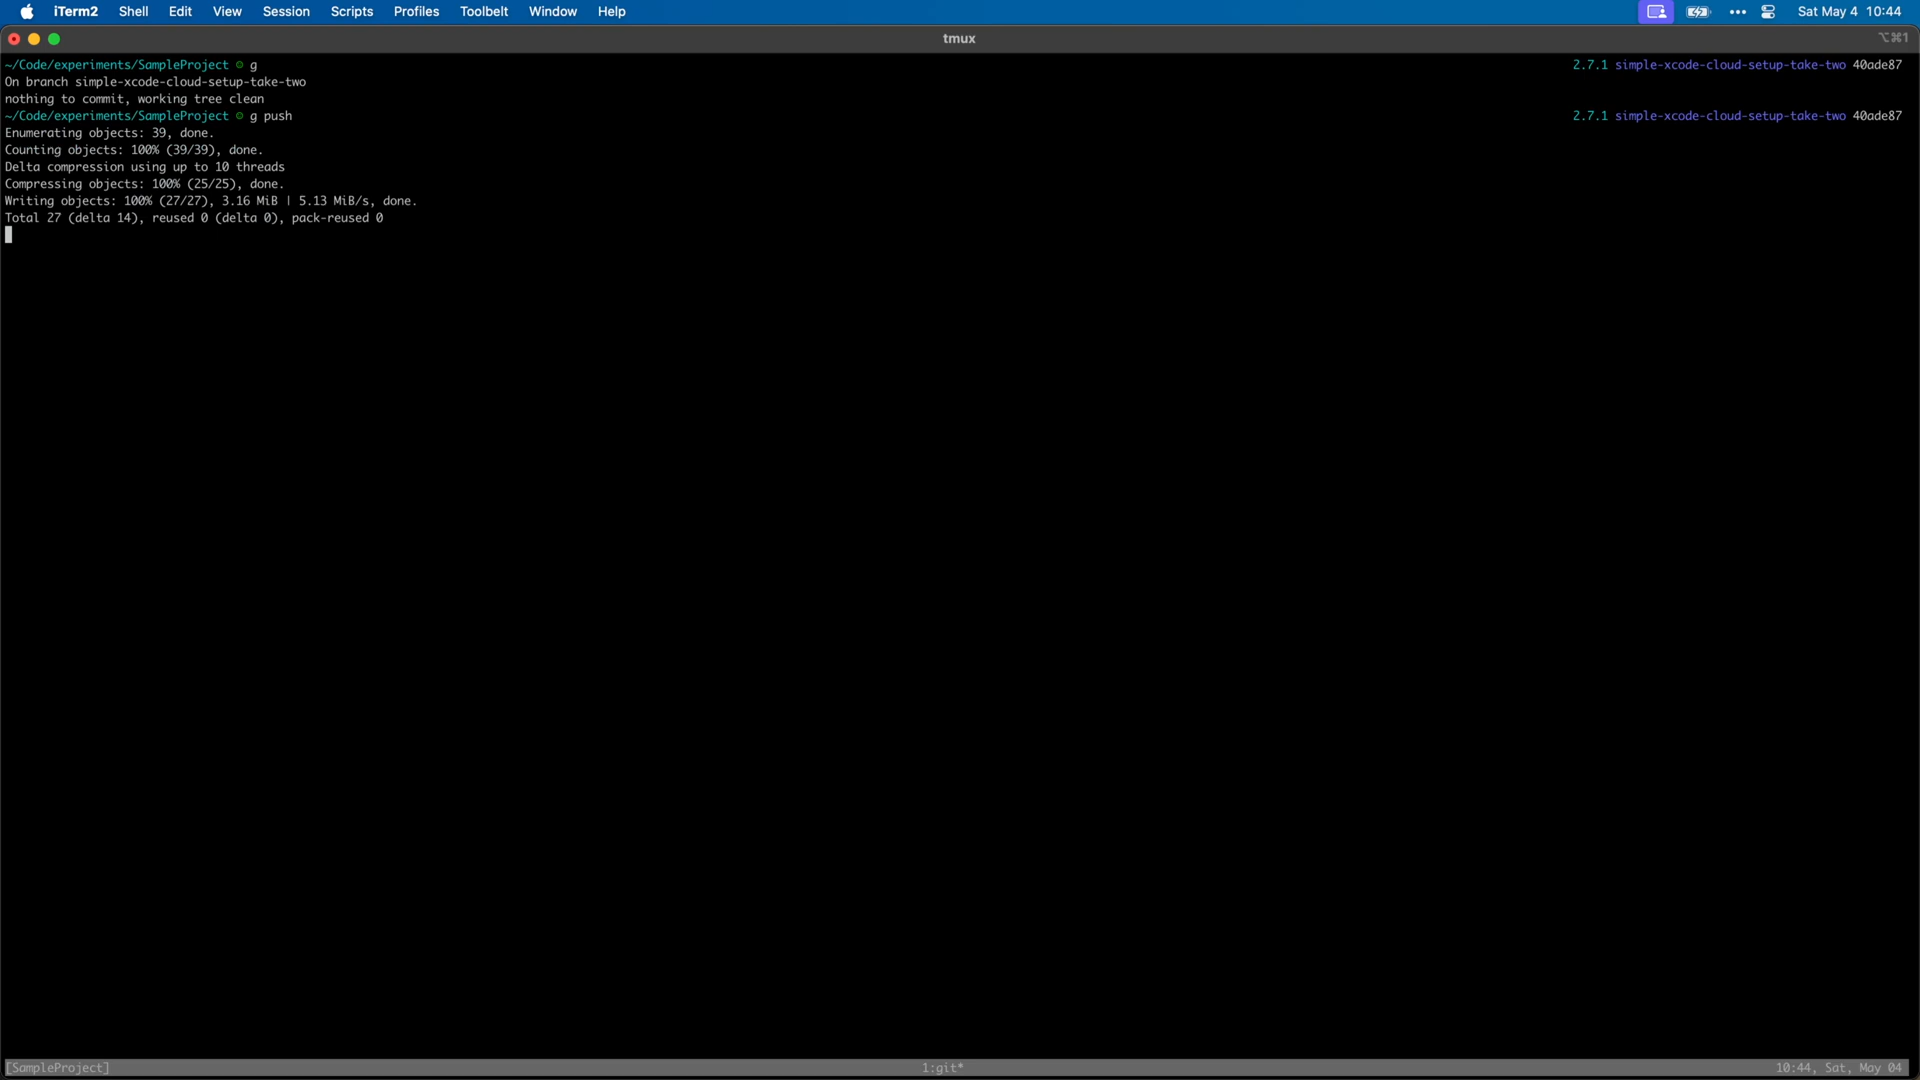 iTerm2 Shell Edit View Session Scripts Profiles Toolbelt Window Help Sat May 4 10:44
tmux ⌥⌘1
~/Code/experiments/SampleProject g 2.7.1 simple-xcode-cloud-setup-take-two 40ade87
On branch simple-xcode-cloud-setup-take-two
nothing to commit, working tree clean
~/Code/experiments/SampleProject g push 2.7.1 simple-xcode-cloud-setup-take-two 40ade87
Enumerating objects: 39, done.
Counting objects: 100% (39/39), done.
Delta compression using up to 10 threads
Compressing objects: 100% (25/25), done.
Writing objects: 100% (27/27), 3.16 MiB | 5.13 MiB/s, done.
Total 27 (delta 14), reused 0 (delta 0), pack-reused 0
[SampleProject] 1:git* 10:44, Sat, May 04